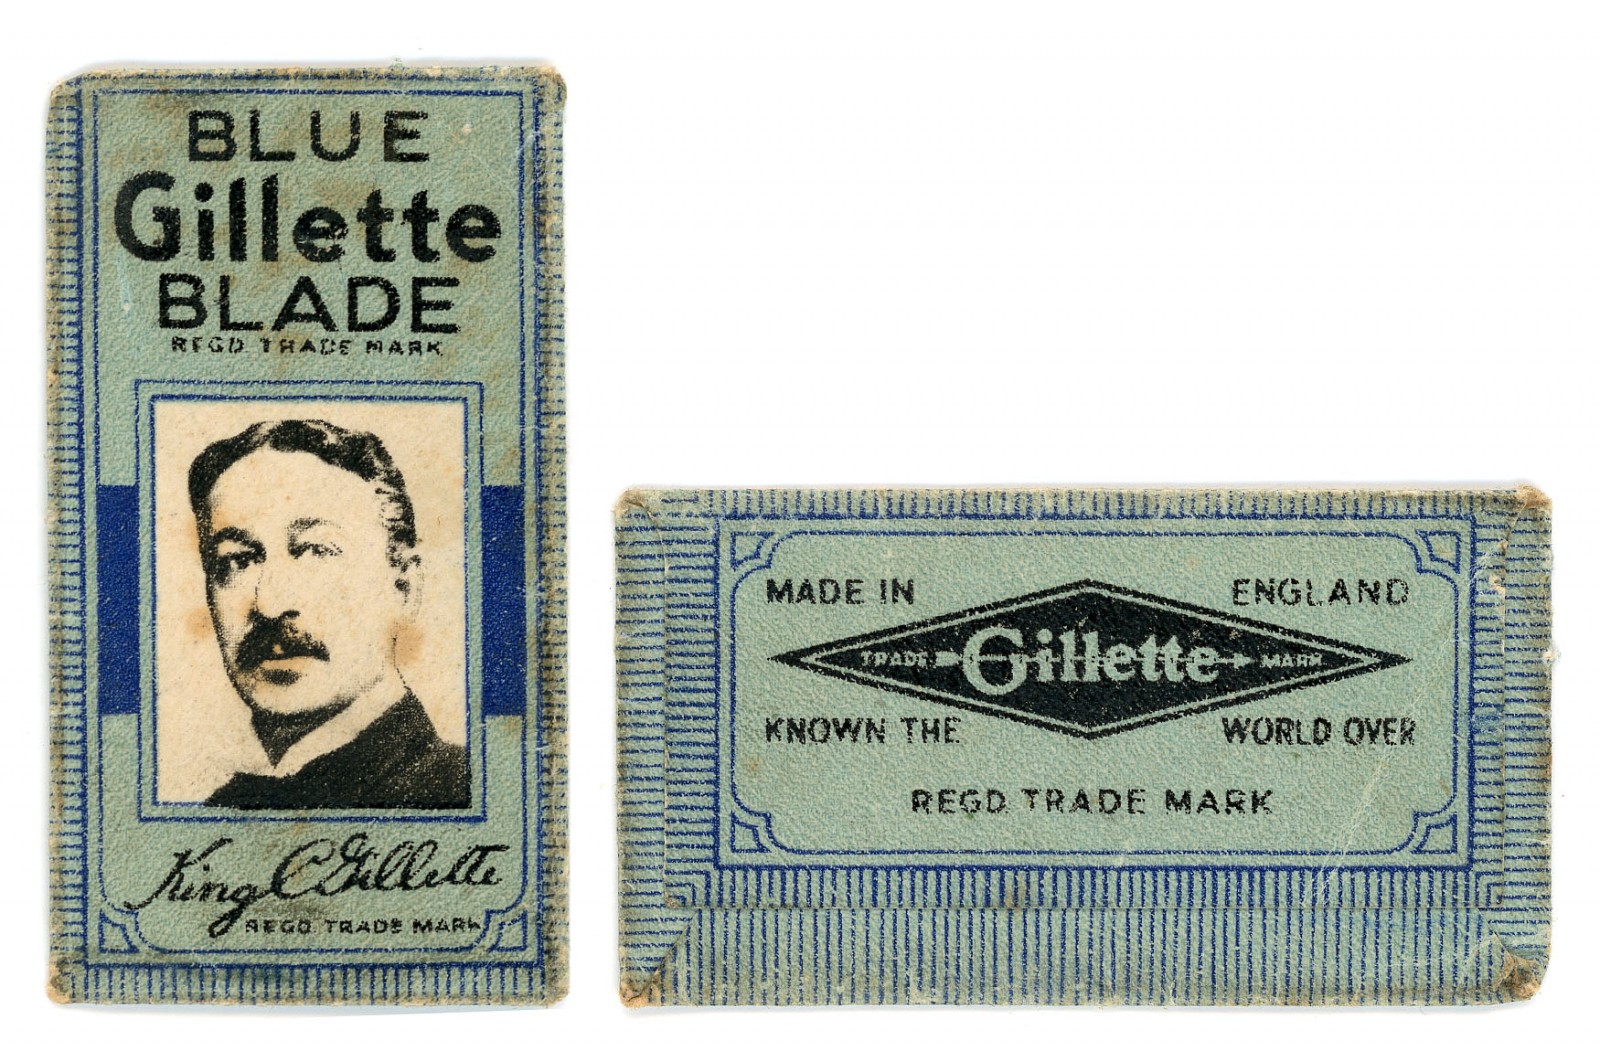 BLUE
Gillette
BLADE
REGD. TRADE MARK
King C Gillette
REGD TRADE MARK
MADE IN ENGLAND
TRADE Gillette MARK
KNOWN THE WORLD OVER
REGD TRADE MARK